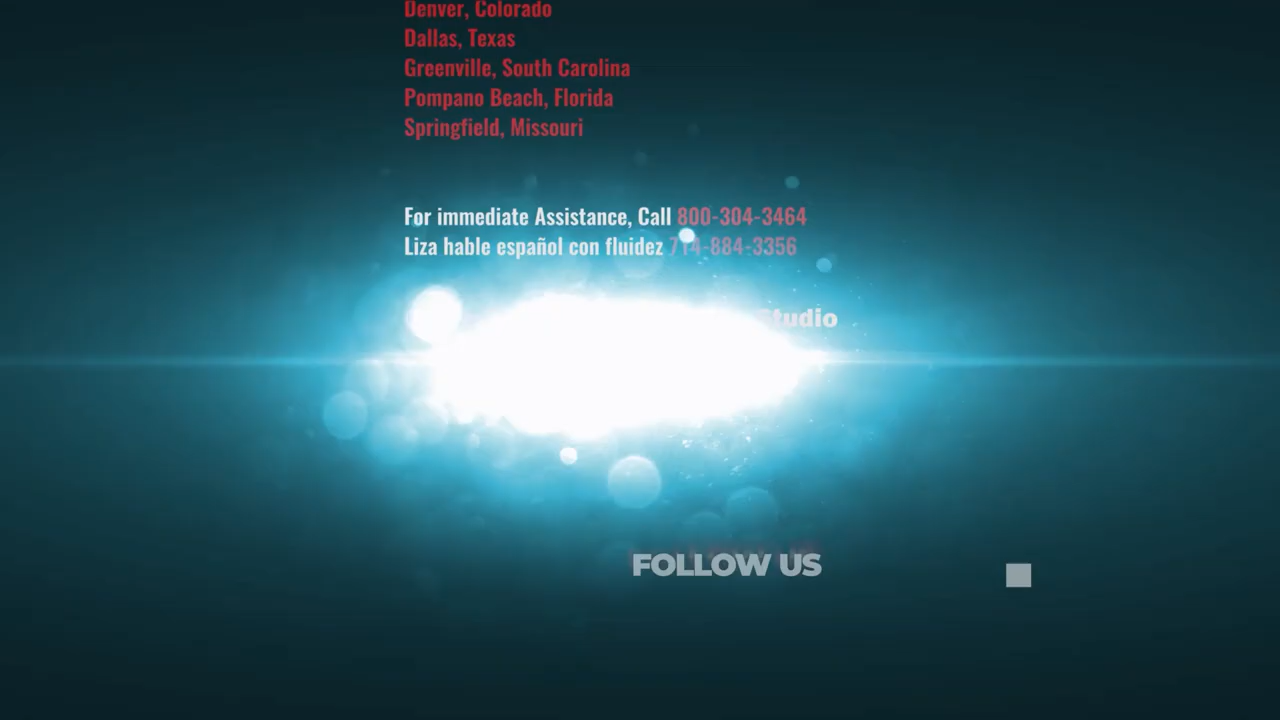 Denver, Colorado
Dallas, Texas
Greenville, South Carolina
Pompano Beach, Florida
Springfield, Missouri
For immediate Assistance, Call 800-304-3464
Liza hable español con fluidez 714-884-3356
Studio
FOLLOW US